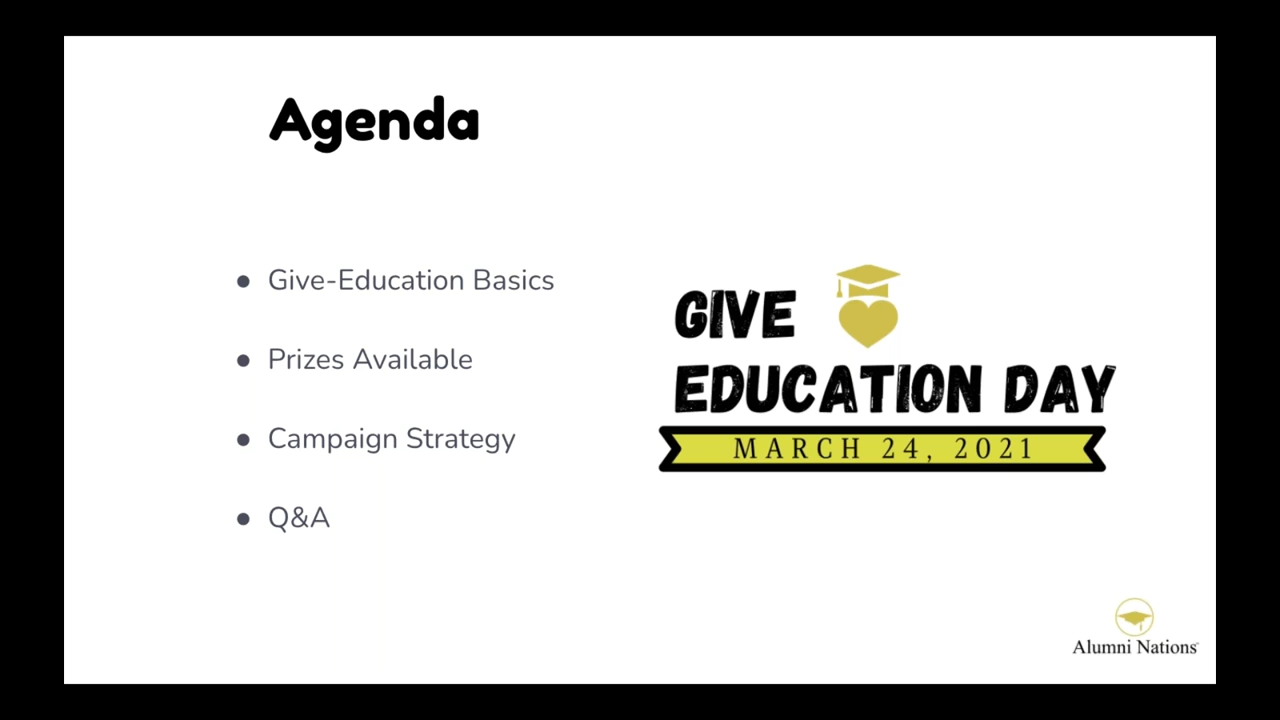 Agenda
● Give-Education Basics
● Prizes Available
● Campaign Strategy
● Q&A
GIVE
EDUCATION DAY
MARCH 24, 2021
Alumni Nations